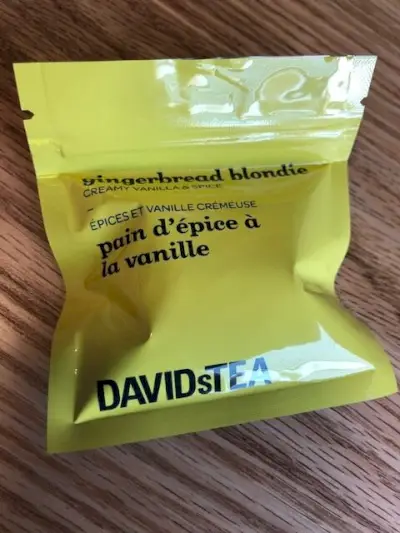 gingerbread blondie
CREAMY VANILLA & SPICE
–
ÉPICES ET VANILLE CRÉMEUSE
pain d'épice à
la vanille
DAVIDsTEA